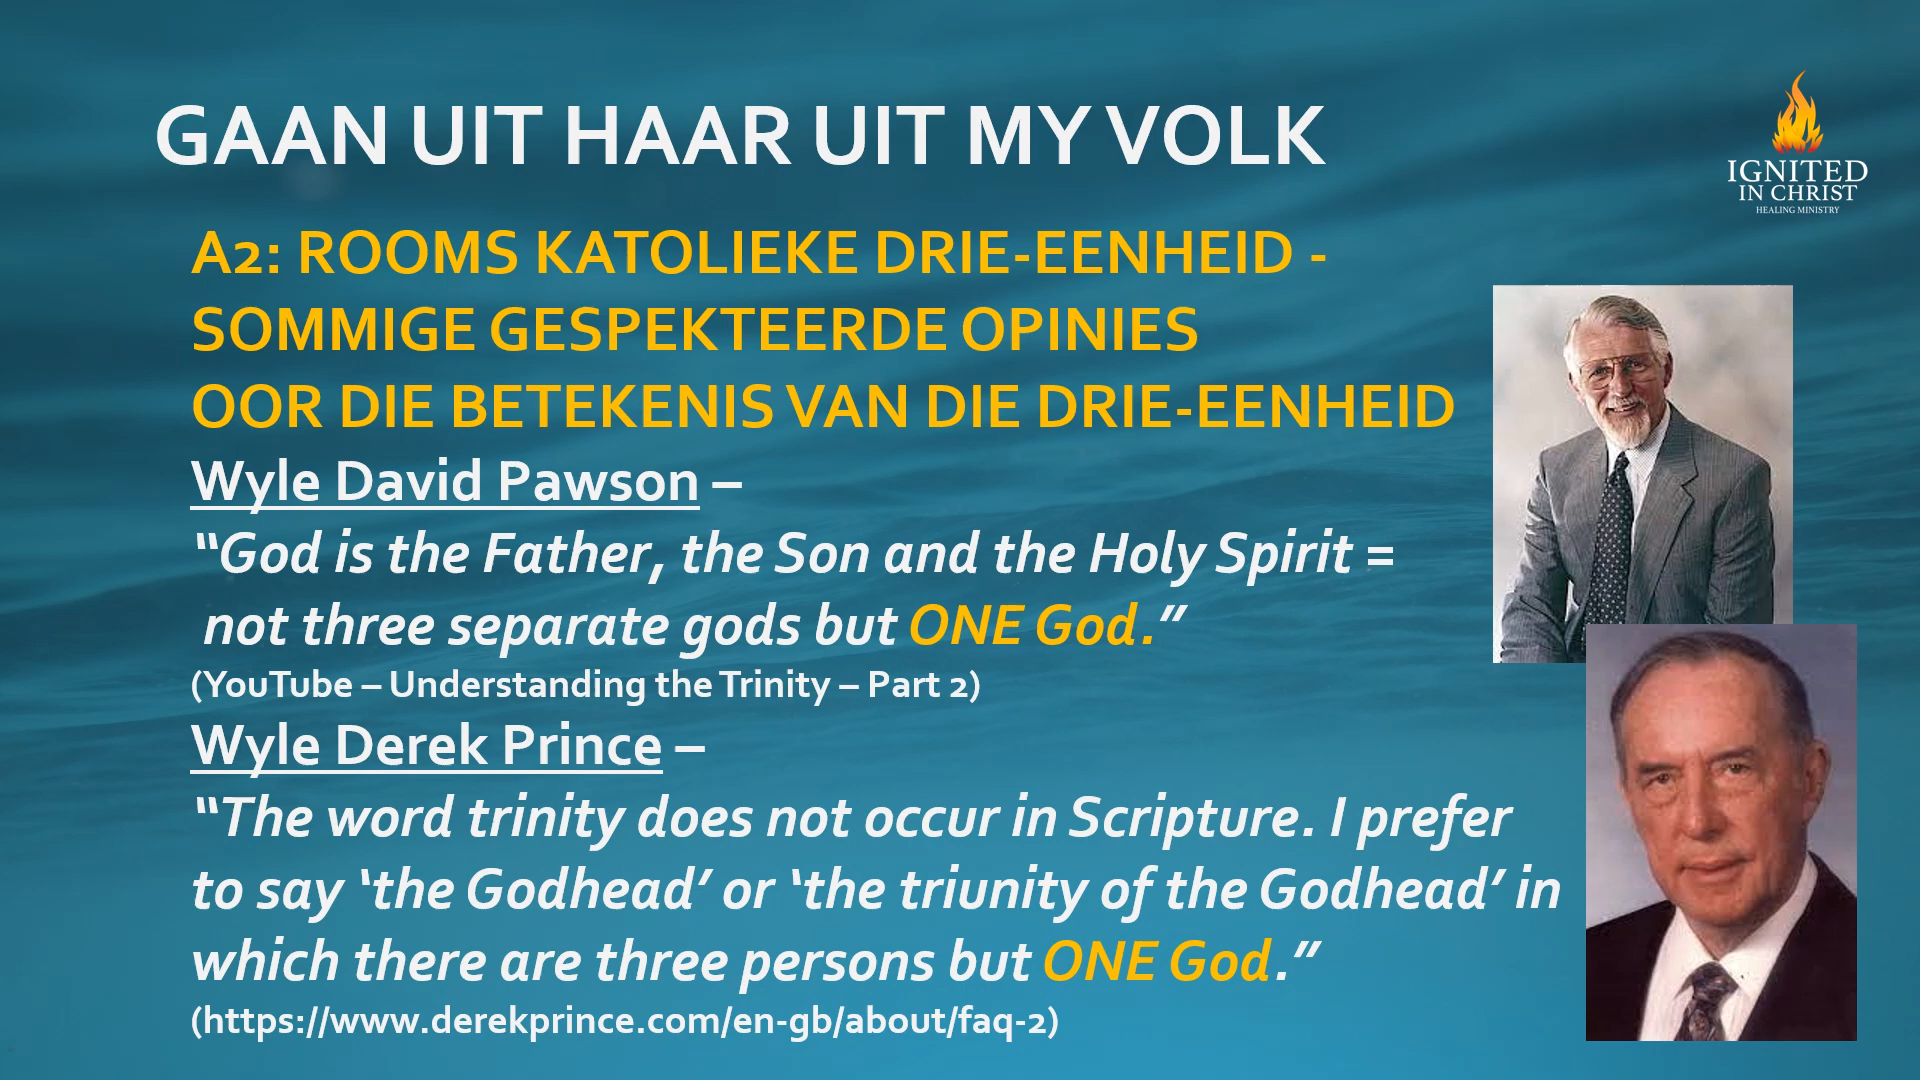 GAAN UIT HAAR UIT MY VOLK
IGNITED
IN CHRIST
HEALING MINISTRY
A2: ROOMS KATOLIEKE DRIE-EENHEID -
SOMMIGE GESPEKTEERDE OPINIES
OOR DIE BETEKENIS VAN DIE DRIE-EENHEID
Wyle David Pawson –
“God is the Father, the Son and the Holy Spirit =
not three separate gods but ONE God.”
(YouTube – Understanding the Trinity – Part 2)
Wyle Derek Prince –
“The word trinity does not occur in Scripture. I prefer
to say ‘the Godhead’ or ‘the triunity of the Godhead’ in
which there are three persons but ONE God.”
(https://www.derekprince.com/en-gb/about/faq-2)